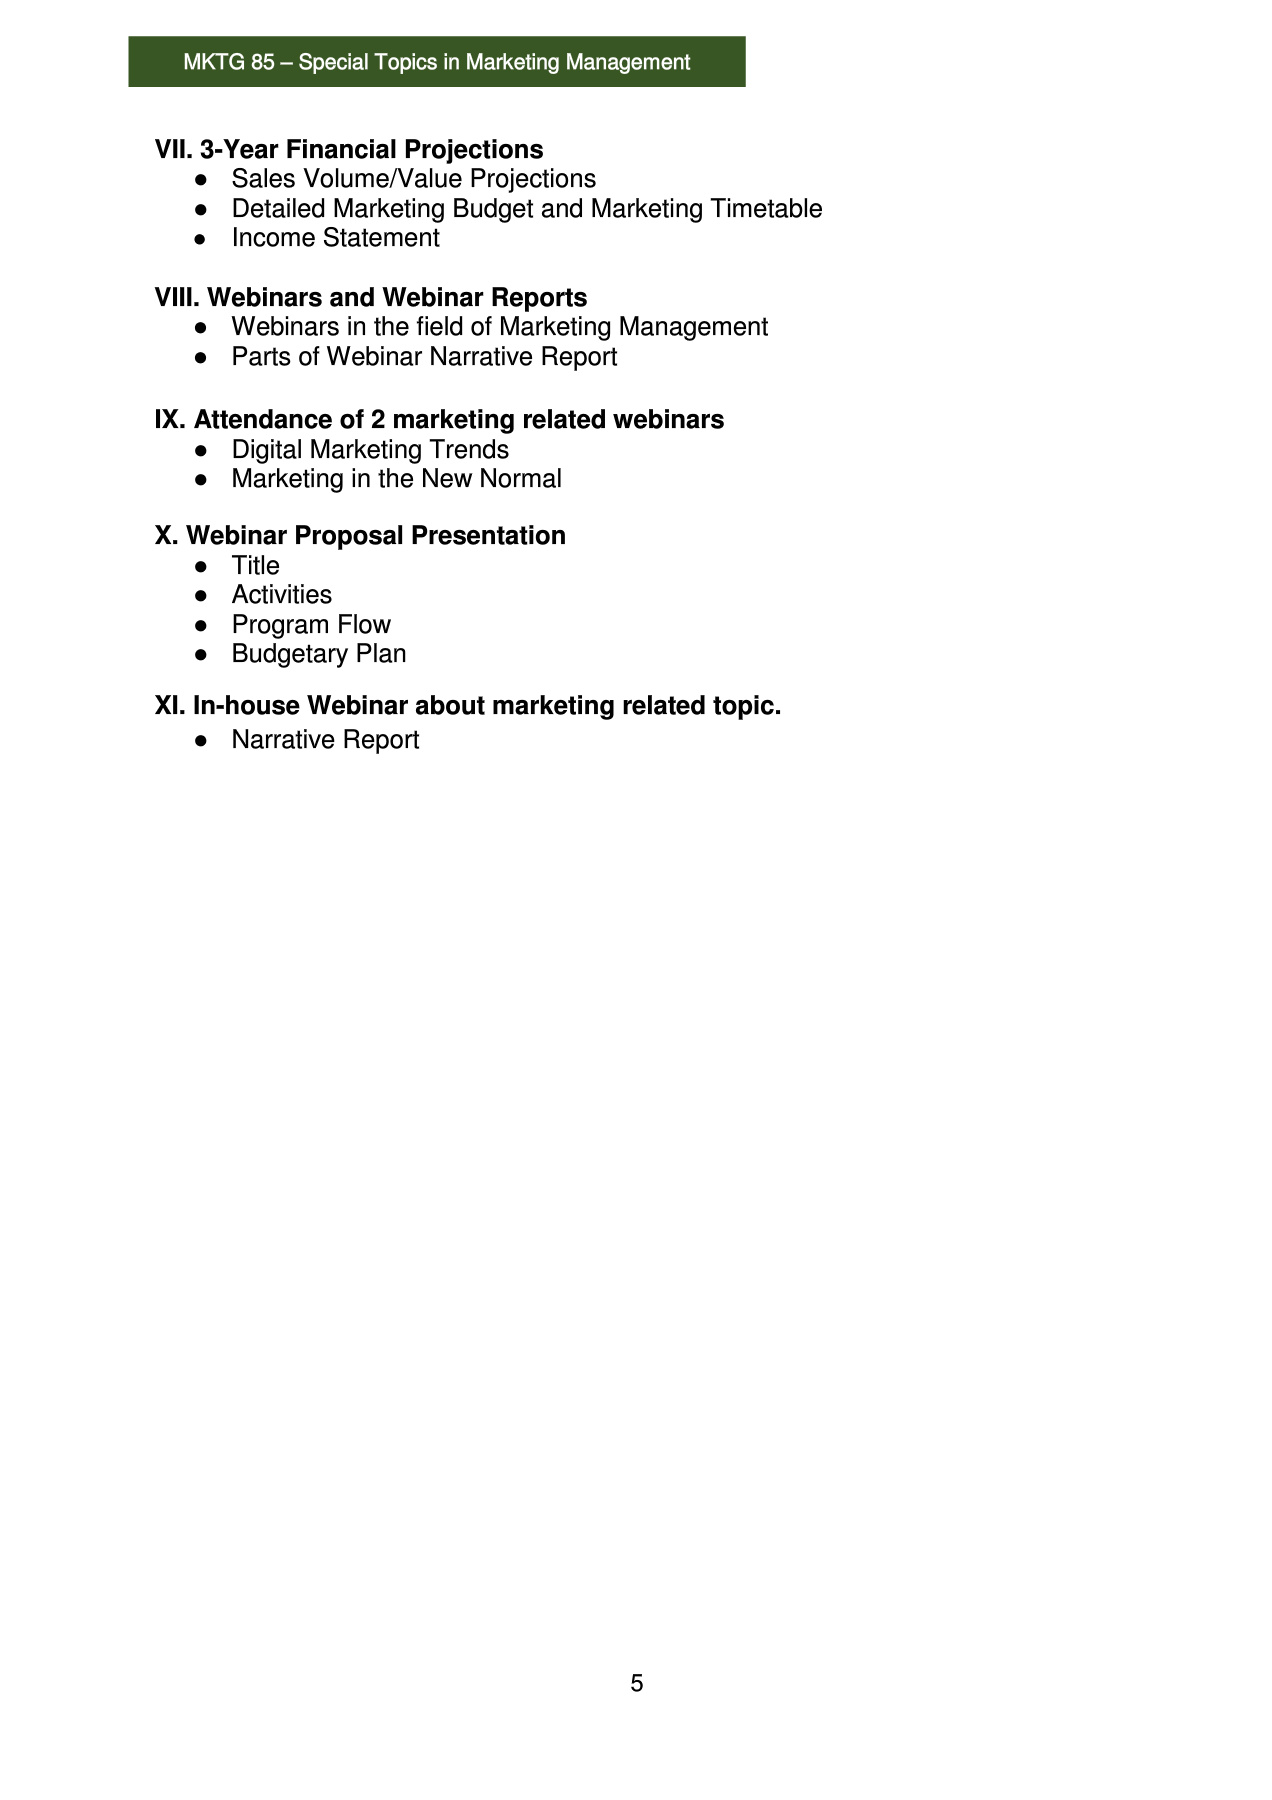 MKTG 85 – Special Topics in Marketing Management
VII. 3-Year Financial Projections
● Sales Volume/Value Projections
● Detailed Marketing Budget and Marketing Timetable
● Income Statement
VIII. Webinars and Webinar Reports
● Webinars in the field of Marketing Management
● Parts of Webinar Narrative Report
IX. Attendance of 2 marketing related webinars
● Digital Marketing Trends
● Marketing in the New Normal
X. Webinar Proposal Presentation
● Title
● Activities
● Program Flow
● Budgetary Plan
XI. In-house Webinar about marketing related topic.
● Narrative Report
5